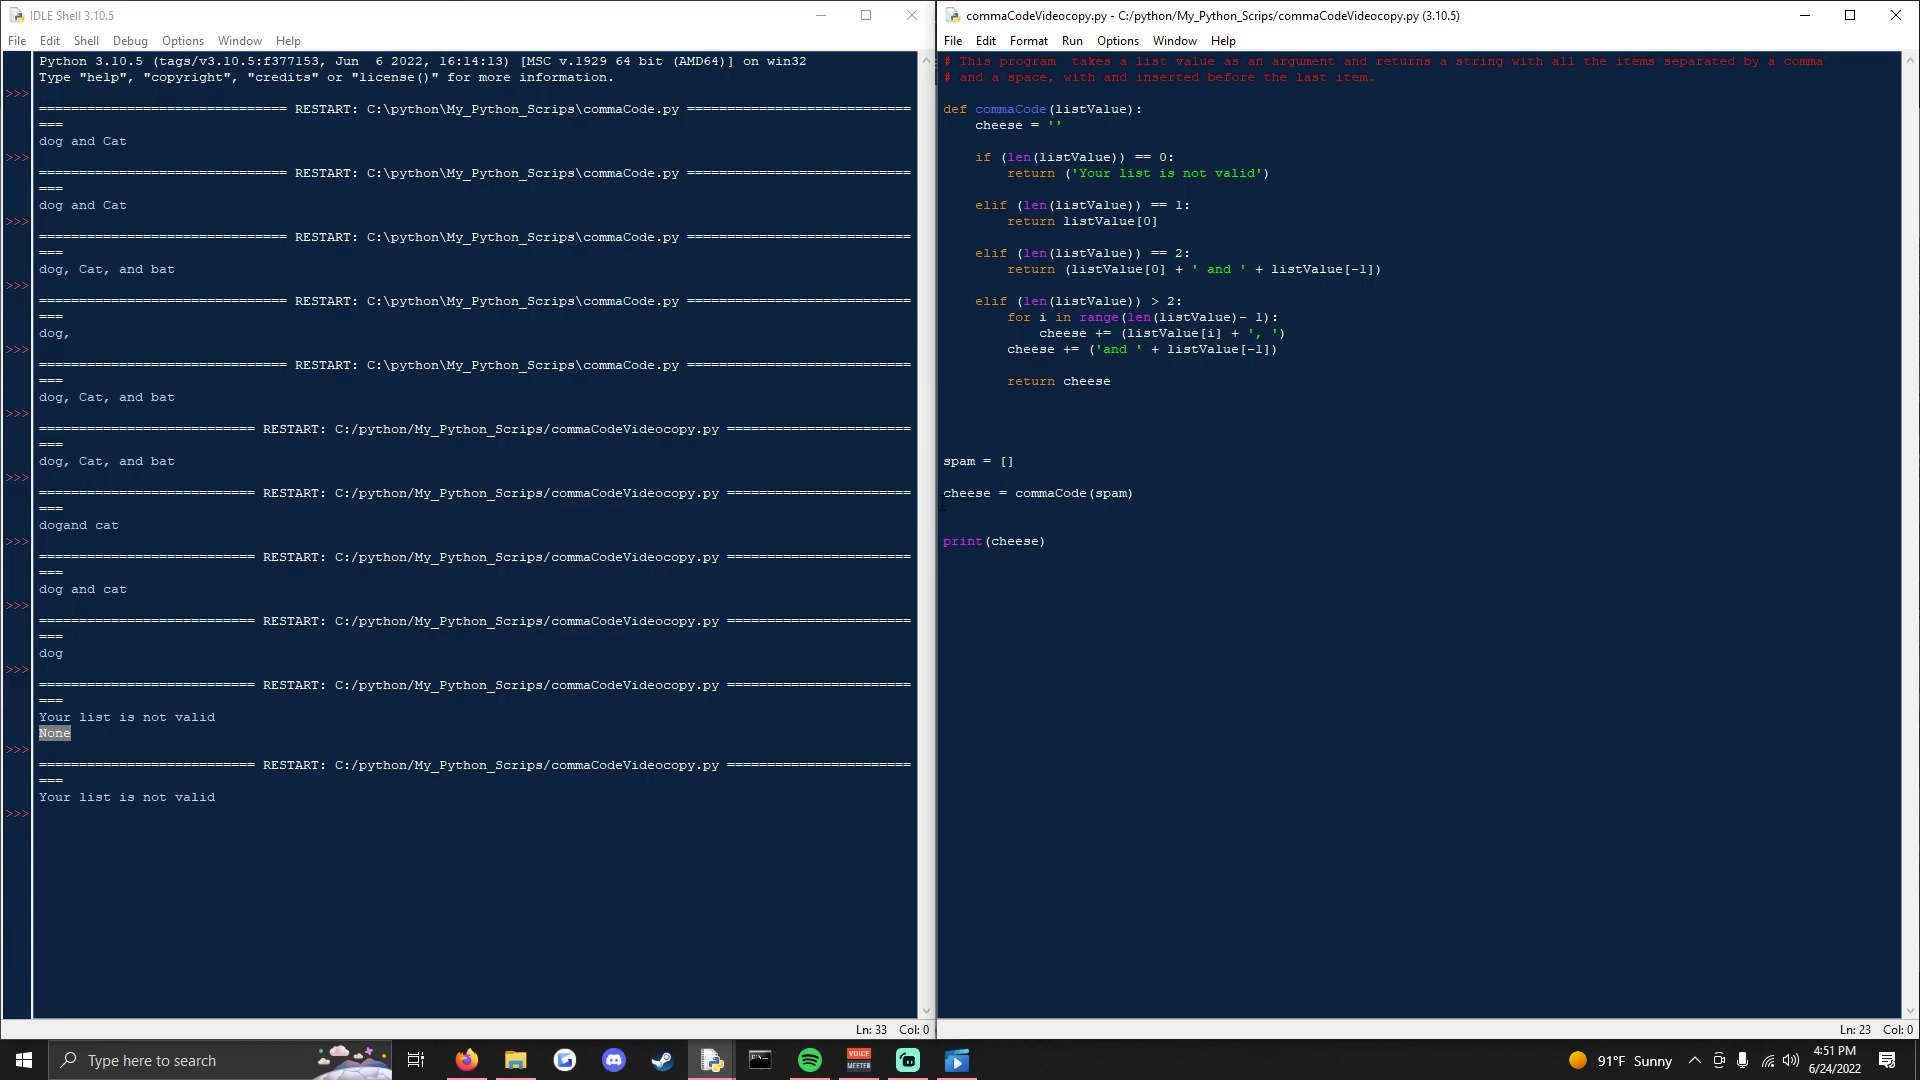 IDLE Shell 3.10.5
File Edit Shell Debug Options Window Help
Python 3.10.5 (tags/v3.10.5:f377153, Jun  6 2022, 16:14:13) [MSC v.1929 64 bit (AMD64)] on win32
Type "help", "copyright", "credits" or "license()" for more information.
>>>
=============================== RESTART: C:\python\My_Python_Scrips\commaCode.py ============================
===
dog and Cat
>>>
=============================== RESTART: C:\python\My_Python_Scrips\commaCode.py ============================
===
dog and Cat
>>>
=============================== RESTART: C:\python\My_Python_Scrips\commaCode.py ============================
===
dog, Cat, and bat
>>>
=============================== RESTART: C:\python\My_Python_Scrips\commaCode.py ============================
===
dog,
>>>
=============================== RESTART: C:\python\My_Python_Scrips\commaCode.py ============================
===
dog, Cat, and bat
>>>
=========================== RESTART: C:/python/My_Python_Scrips/commaCodeVideocopy.py =======================
===
dog, Cat, and bat
>>>
=========================== RESTART: C:/python/My_Python_Scrips/commaCodeVideocopy.py =======================
===
dogand cat
>>>
=========================== RESTART: C:/python/My_Python_Scrips/commaCodeVideocopy.py =======================
===
dog and cat
>>>
=========================== RESTART: C:/python/My_Python_Scrips/commaCodeVideocopy.py =======================
===
dog
>>>
=========================== RESTART: C:/python/My_Python_Scrips/commaCodeVideocopy.py =======================
===
Your list is not valid
None
>>>
=========================== RESTART: C:/python/My_Python_Scrips/commaCodeVideocopy.py =======================
===
Your list is not valid
>>>
Ln: 33 Col: 0
commaCodeVideocopy.py - C:/python/My_Python_Scrips/commaCodeVideocopy.py (3.10.5)
File Edit Format Run Options Window Help
# This program  takes a list value as an argument and returns a string with all the items separated by a comma
# and a space, with and inserted before the last item.
def commaCode(listValue):
    cheese = ''
    if (len(listValue)) == 0:
        return ('Your list is not valid')
    elif (len(listValue)) == 1:
        return listValue[0]
    elif (len(listValue)) == 2:
        return (listValue[0] + ' and ' + listValue[-1])
    elif (len(listValue)) > 2:
        for i in range(len(listValue)- 1):
            cheese += (listValue[i] + ', ')
        cheese += ('and ' + listValue[-1])
        return cheese
spam = []
cheese = commaCode(spam)
print(cheese)
Ln: 23 Col: 0
Type here to search
VOICE
MEETER
91°F Sunny
4:51 PM
6/24/2022